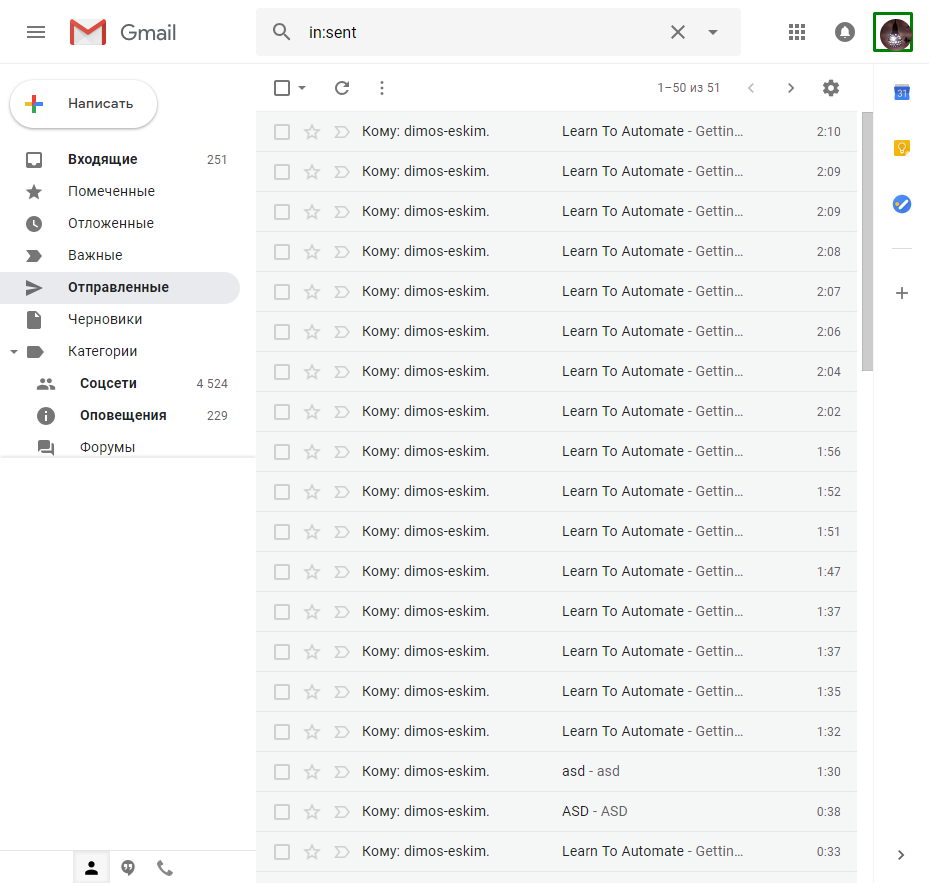 Gmail
in:sent
Написать
1–50 из 51
31
Входящие 251
Помеченные
Отложенные
Важные
Отправленные
Черновики
Категории
Соцсети 4 524
Оповещения 229
Форумы
Кому: dimos-eskim. Learn To Automate - Gettin... 2:10
Кому: dimos-eskim. Learn To Automate - Gettin... 2:09
Кому: dimos-eskim. Learn To Automate - Gettin... 2:09
Кому: dimos-eskim. Learn To Automate - Gettin... 2:08
Кому: dimos-eskim. Learn To Automate - Gettin... 2:07
Кому: dimos-eskim. Learn To Automate - Gettin... 2:06
Кому: dimos-eskim. Learn To Automate - Gettin... 2:04
Кому: dimos-eskim. Learn To Automate - Gettin... 2:02
Кому: dimos-eskim. Learn To Automate - Gettin... 1:56
Кому: dimos-eskim. Learn To Automate - Gettin... 1:52
Кому: dimos-eskim. Learn To Automate - Gettin... 1:51
Кому: dimos-eskim. Learn To Automate - Gettin... 1:47
Кому: dimos-eskim. Learn To Automate - Gettin... 1:37
Кому: dimos-eskim. Learn To Automate - Gettin... 1:37
Кому: dimos-eskim. Learn To Automate - Gettin... 1:35
Кому: dimos-eskim. Learn To Automate - Gettin... 1:32
Кому: dimos-eskim. asd - asd 1:30
Кому: dimos-eskim. ASD - ASD 0:38
Кому: dimos-eskim. Learn To Automate - Gettin... 0:33